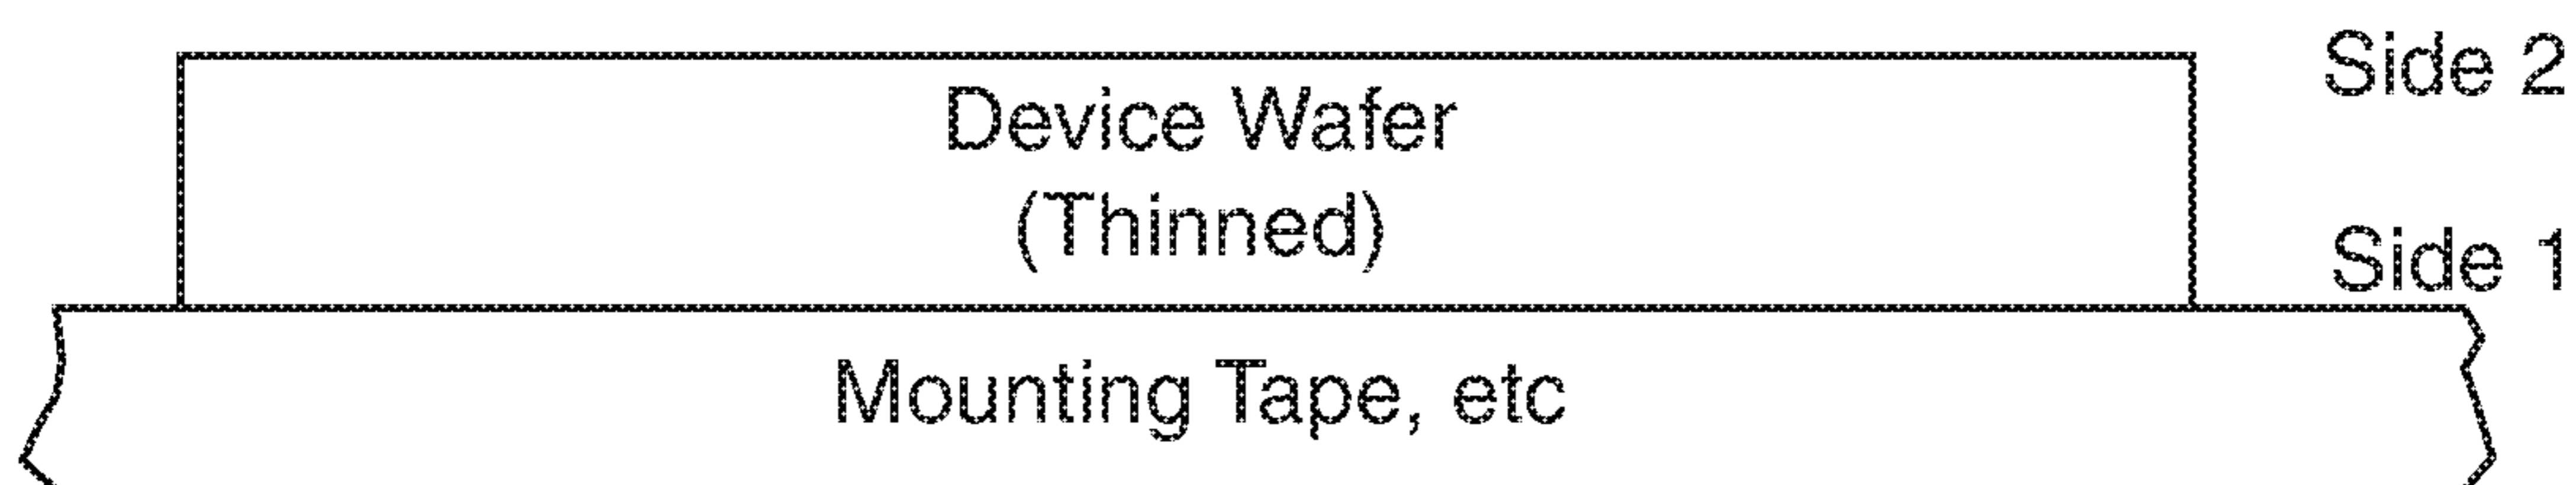 Side 2
Device Wafer
(Thinned)
Side 1
Mounting Tape, etc